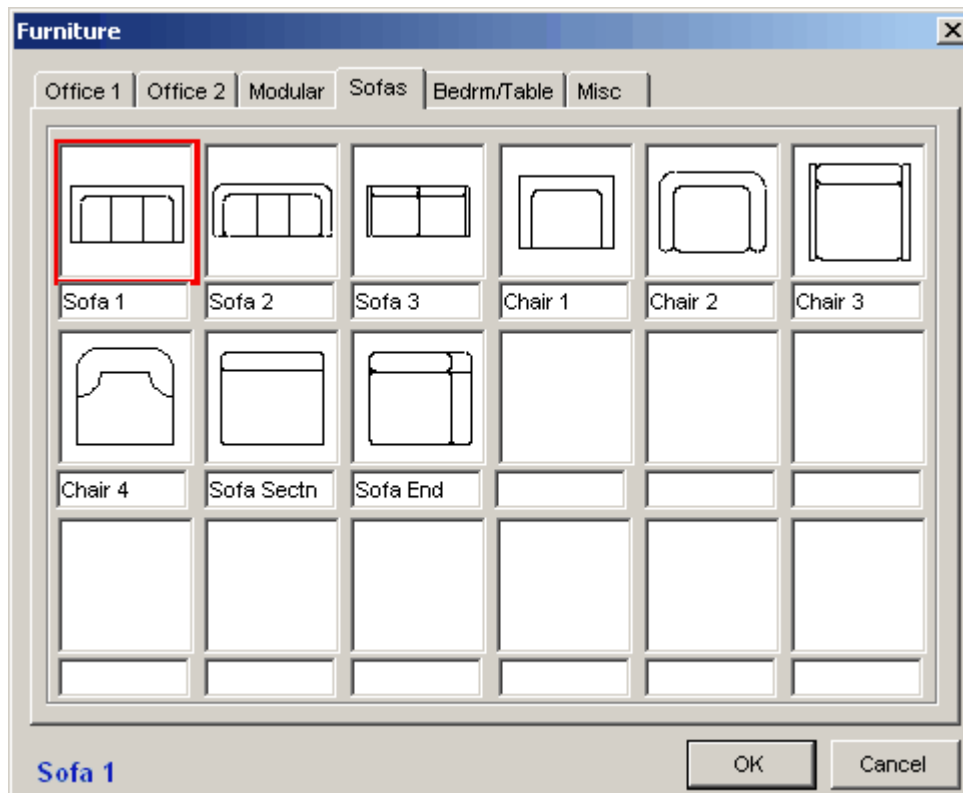 Furniture
Office 1 Office 2 Modular Sofas Bedrm/Table Misc
Sofa 1 Sofa 2 Sofa 3 Chair 1 Chair 2 Chair 3
Chair 4 Sofa Sectn Sofa End
Sofa 1 OK Cancel